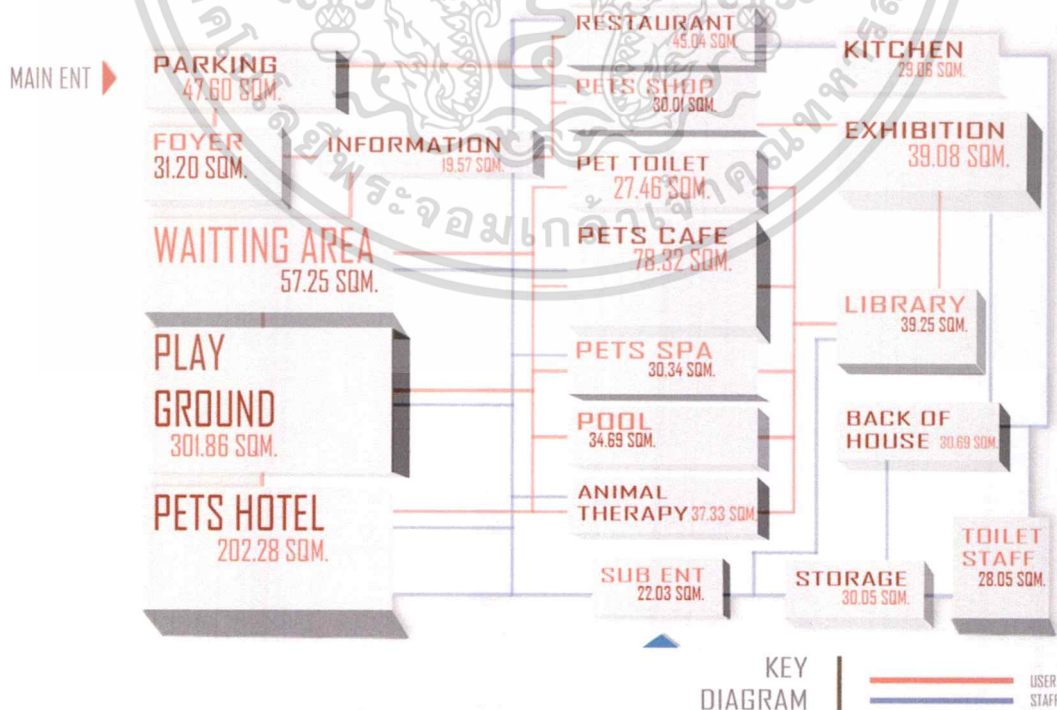 MAIN ENT
PARKING
47.60 SQM.
FOYER
31.20 SQM.
INFORMATION
19.57 SQM.
WAITTING AREA
57.25 SQM.
PLAY
GROUND
301.86 SQM.
PETS HOTEL
202.28 SQM.
RESTAURANT
45.04 SQM.
PETS SHOP
30.01 SQM.
PET TOILET
27.46 SQM.
PETS CAFE
78.32 SQM.
PETS SPA
30.34 SQM.
POOL
34.69 SQM.
ANIMAL
THERAPY 37.33 SQM.
SUB ENT
22.03 SQM.
KITCHEN
29.06 SQM.
EXHIBITION
39.08 SQM.
LIBRARY
39.25 SQM.
BACK OF
HOUSE 30.69 SQM.
STORAGE
30.05 SQM.
TOILET
STAFF
28.05 SQM.
KEY
DIAGRAM
USER
STAFF